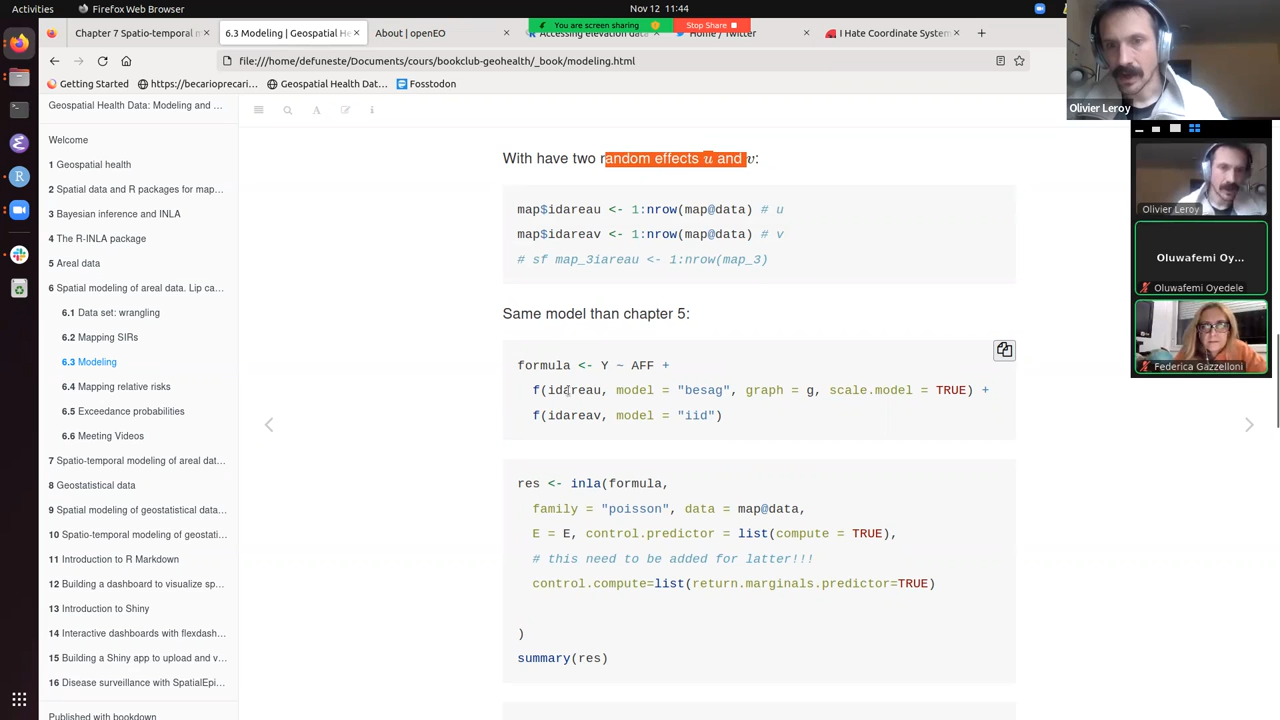 Activities
Firefox Web Browser
Nov 12 11:44
You are screen sharing
Stop Share
Chapter 7 Spatio-temporal m
6.3 Modeling | Geospatial He
About | openEO
Accessing elevation data
Home / Twitter
I Hate Coordinate System
file:///home/defuneste/Documents/cours/bookclub-geohealth/_book/modeling.html
Getting Started
https://becarioprecari...
Geospatial Health Dat...
Fosstodon
Olivier Leroy
Olivier Leroy
Oluwafemi Oy...
Oluwafemi Oyedele
Federica Gazzelloni
Geospatial Health Data: Modeling and ...
Welcome
1 Geospatial health
2 Spatial data and R packages for map...
3 Bayesian inference and INLA
4 The R-INLA package
5 Areal data
6 Spatial modeling of areal data. Lip ca...
6.1 Data set: wrangling
6.2 Mapping SIRs
6.3 Modeling
6.4 Mapping relative risks
6.5 Exceedance probabilities
6.6 Meeting Videos
7 Spatio-temporal modeling of areal dat...
8 Geostatistical data
9 Spatial modeling of geostatistical data...
10 Spatio-temporal modeling of geostati...
11 Introduction to R Markdown
12 Building a dashboard to visualize sp...
13 Introduction to Shiny
14 Interactive dashboards with flexdash...
15 Building a Shiny app to upload and v...
16 Disease surveillance with SpatialEpi...
Published with bookdown
With have two random effects u and v:
map$idareau <- 1:nrow(map@data) # u
map$idareav <- 1:nrow(map@data) # v
# sf map_3iareau <- 1:nrow(map_3)
Same model than chapter 5:
formula <- Y ~ AFF +
f(idareau, model = "besag", graph = g, scale.model = TRUE) +
f(idareav, model = "iid")
res <- inla(formula,
family = "poisson", data = map@data,
E = E, control.predictor = list(compute = TRUE),
# this need to be added for latter!!!
control.compute=list(return.marginals.predictor=TRUE)
)
summary(res)